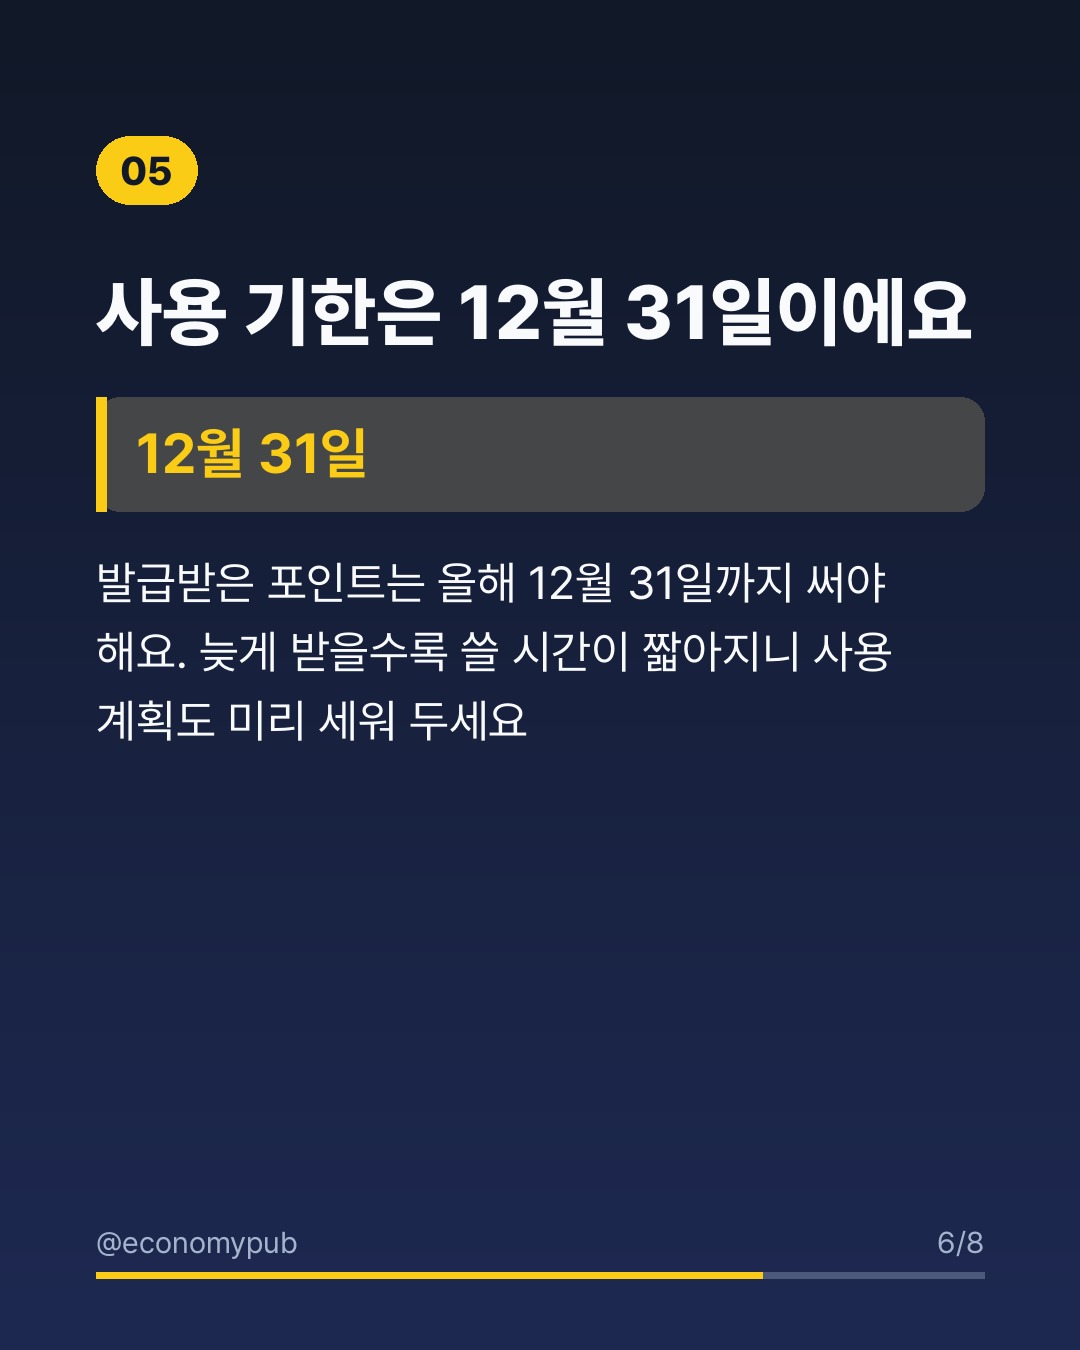 05
사용 기한은 12월 31일이에요
12월 31일
발급받은 포인트는 올해 12월 31일까지 써야
해요. 늦게 받을수록 쓸 시간이 짧아지니 사용
계획도 미리 세워 두세요
@economypub
6/8